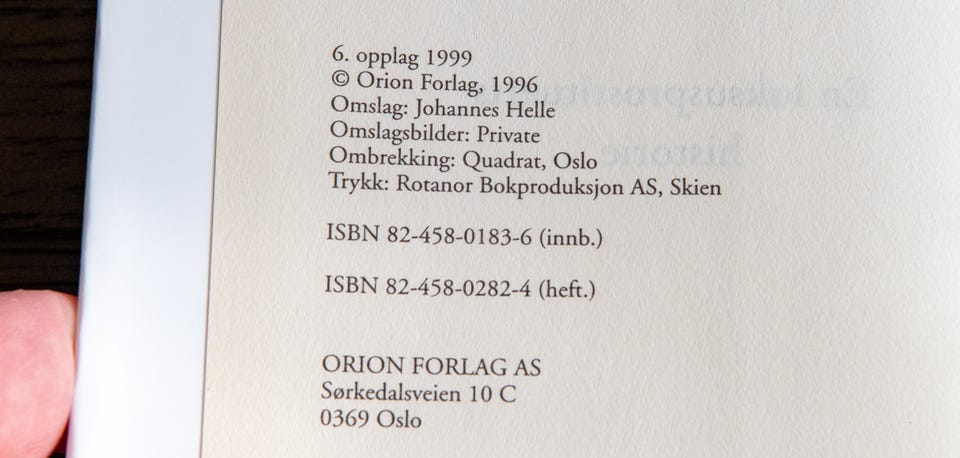 6. opplag 1999
© Orion Forlag, 1996
Omslag: Johannes Helle
Omslagsbilder: Private
Ombrekking: Quadrat, Oslo
Trykk: Rotanor Bokproduksjon AS, Skien
ISBN 82-458-0183-6 (innb.)
ISBN 82-458-0282-4 (heft.)
ORION FORLAG AS
Sørkedalsveien 10 C
0369 Oslo